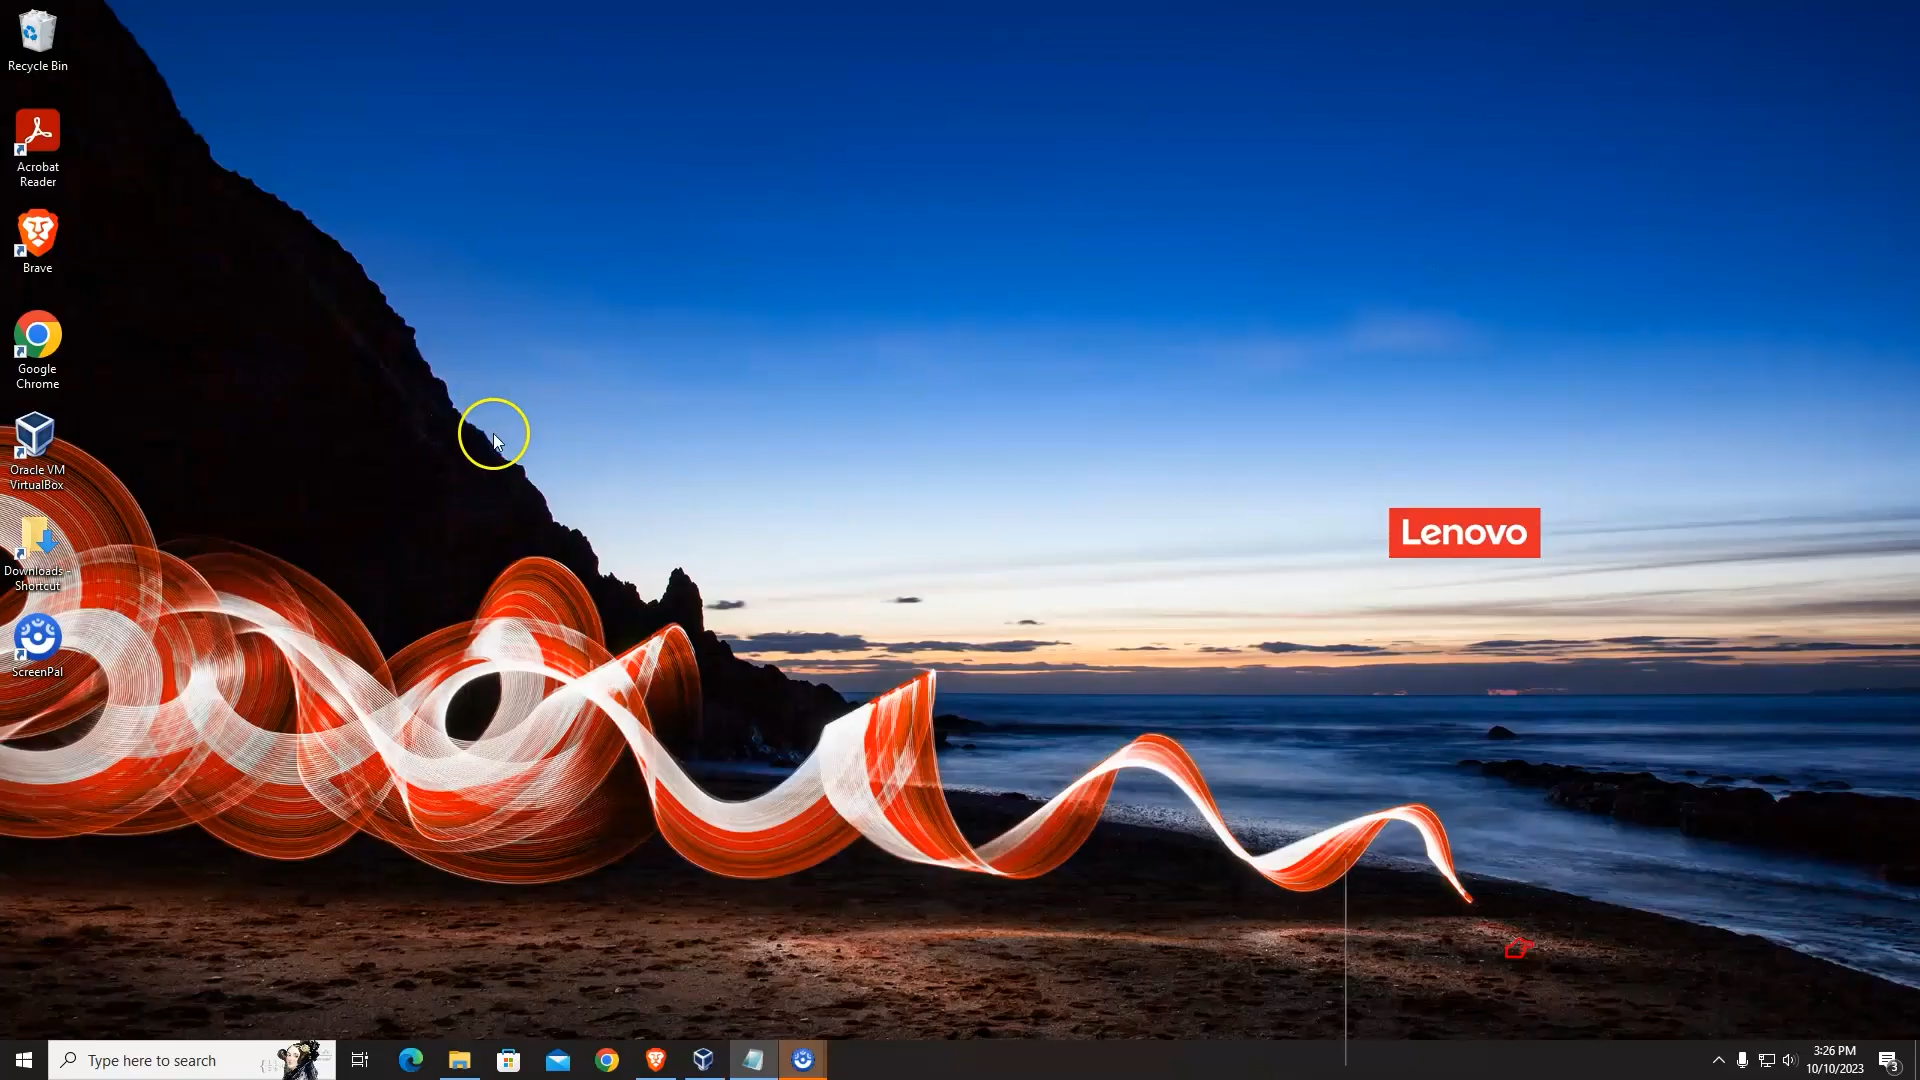 Recycle Bin
Acrobat
Reader
Brave
Google
Chrome
Oracle VM
VirtualBox
Downloads -
Shortcut
ScreenPal
Lenovo
Type here to search
3:26 PM
10/10/2023
3